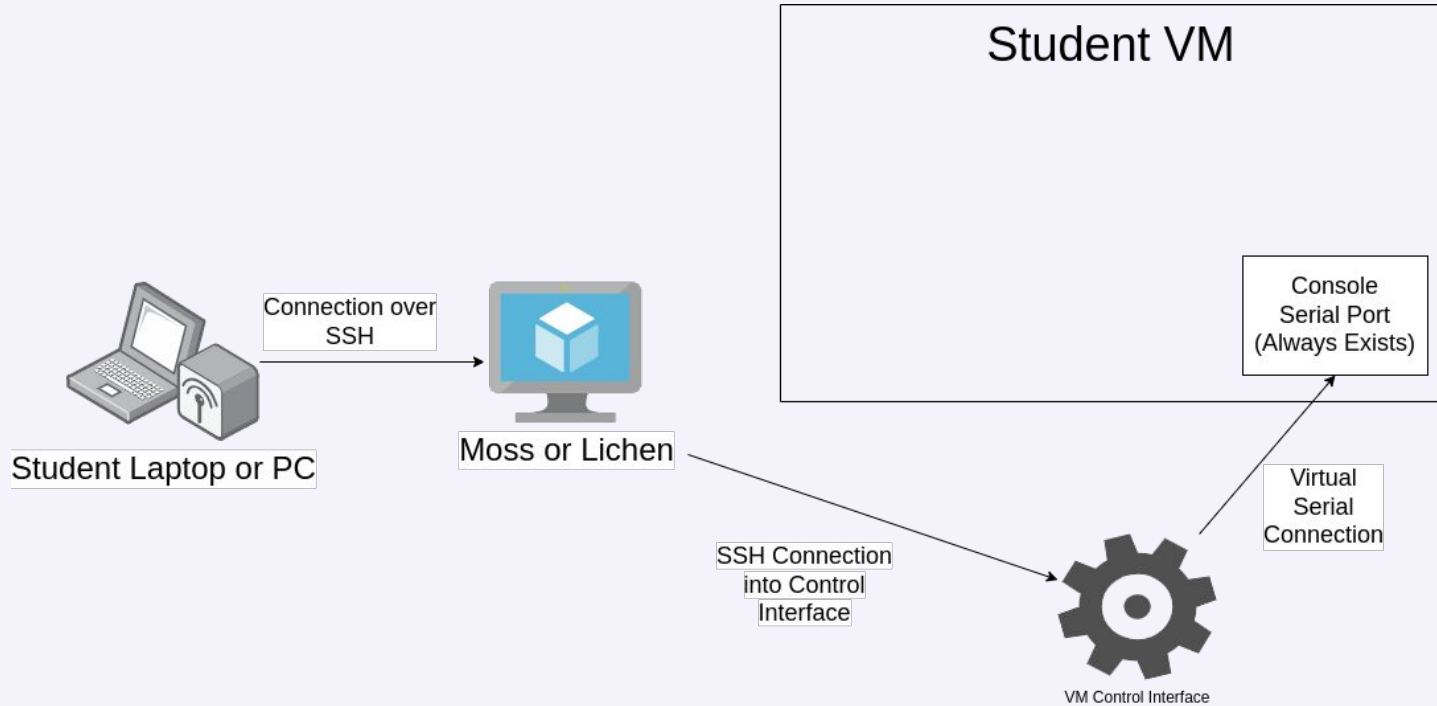 Student VM
Console
Serial Port
(Always Exists)
Connection over
SSH
Student Laptop or PC
Moss or Lichen
Virtual
Serial
Connection
SSH Connection
into Control
Interface
VM Control Interface